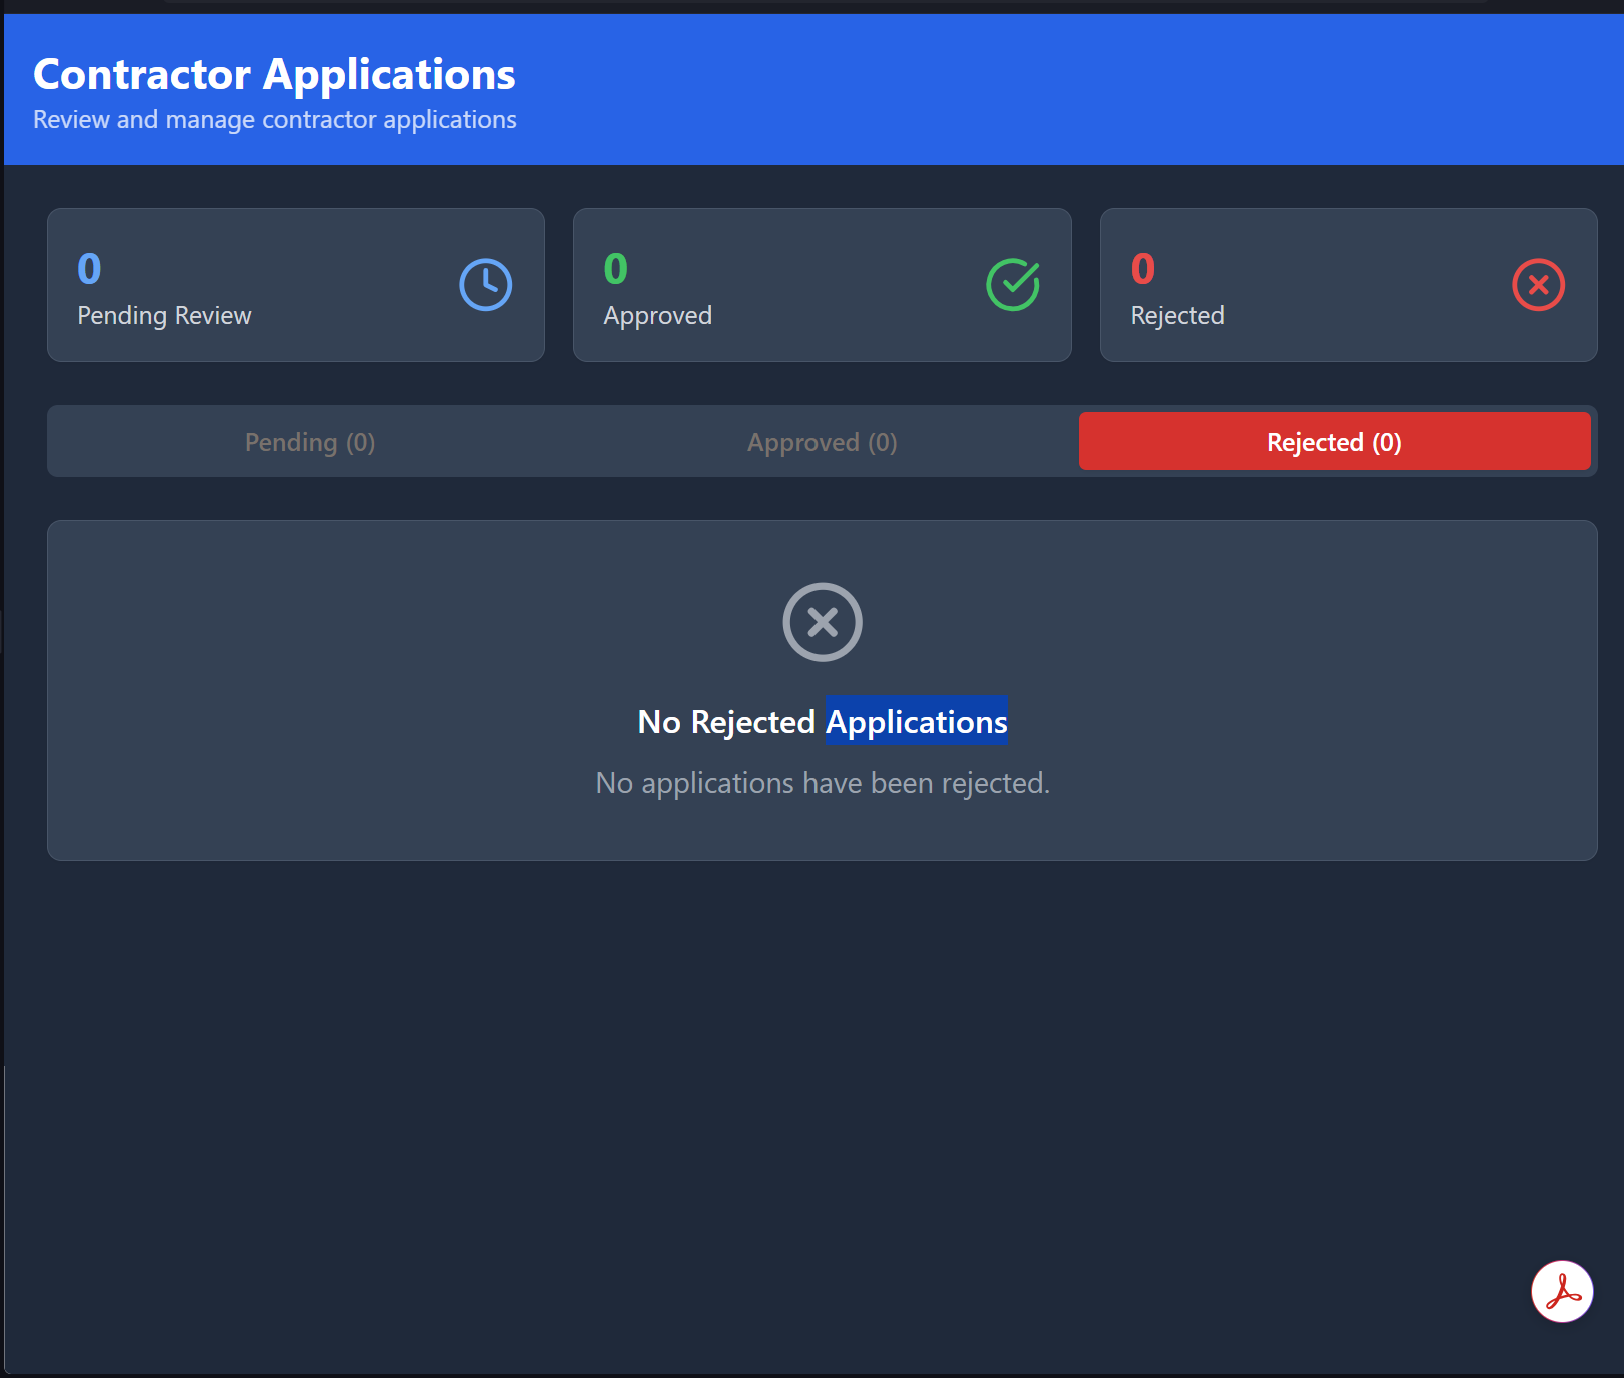 Contractor Applications
Review and manage contractor applications
0
Pending Review
0
Approved
0
Rejected
Pending (0)
Approved (0)
Rejected (0)
No Rejected Applications
No applications have been rejected.